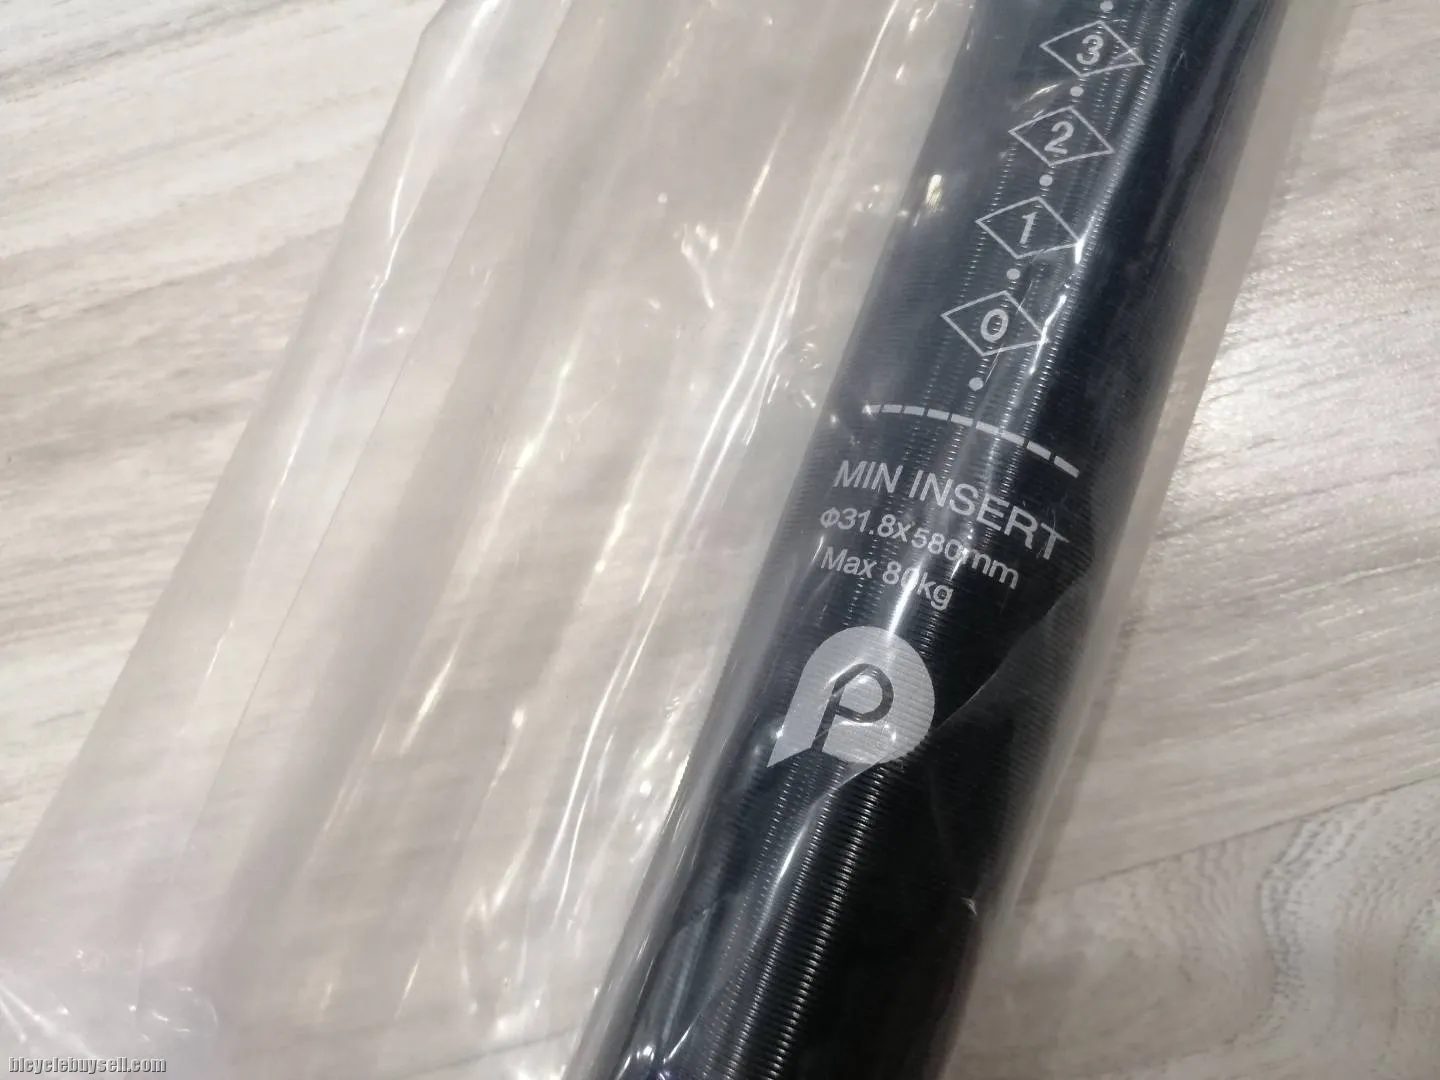 3
2
1
0
MIN INSERT
Φ31.8X580mm
Max 80kg
P
bicyclebuysell.com